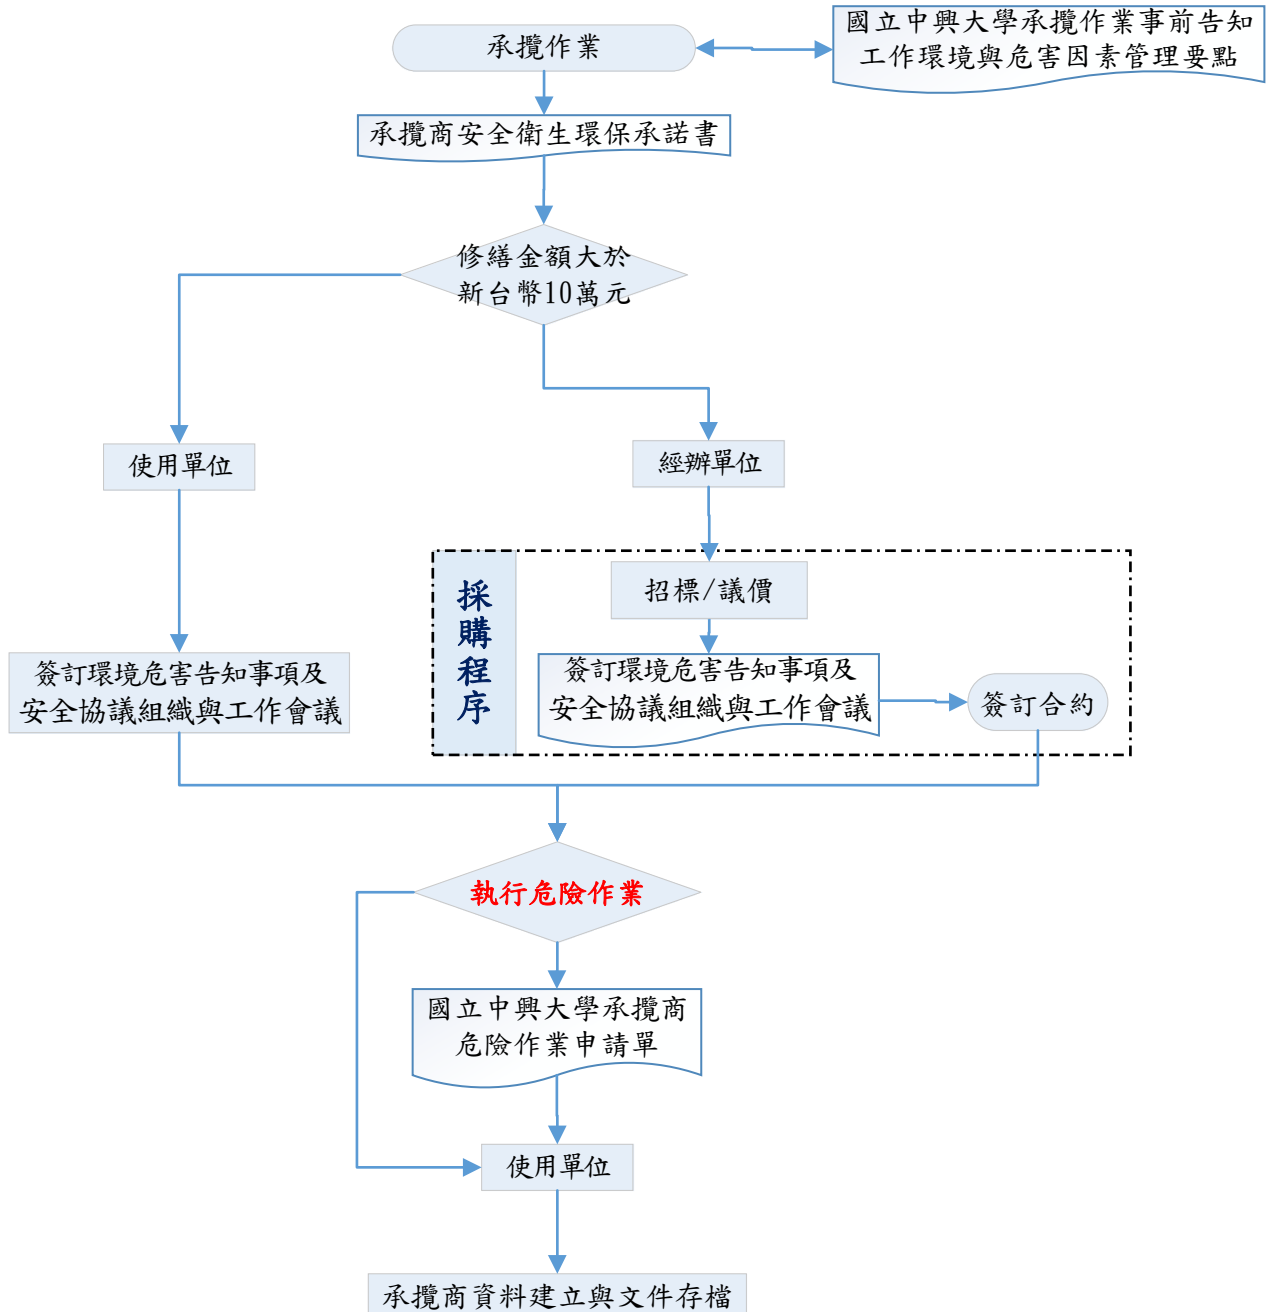 承攬作業
國立中興大學承攬作業事前告知
工作環境與危害因素管理要點
承攬商安全衛生環保承諾書
修繕金額大於
新台幣10萬元
使用單位
經辦單位
採購程序
招標/議價
簽訂環境危害告知事項及
安全協議組織與工作會議
簽訂環境危害告知事項及
安全協議組織與工作會議
簽訂合約
執行危險作業
國立中興大學承攬商
危險作業申請單
使用單位
承攬商資料建立與文件存檔